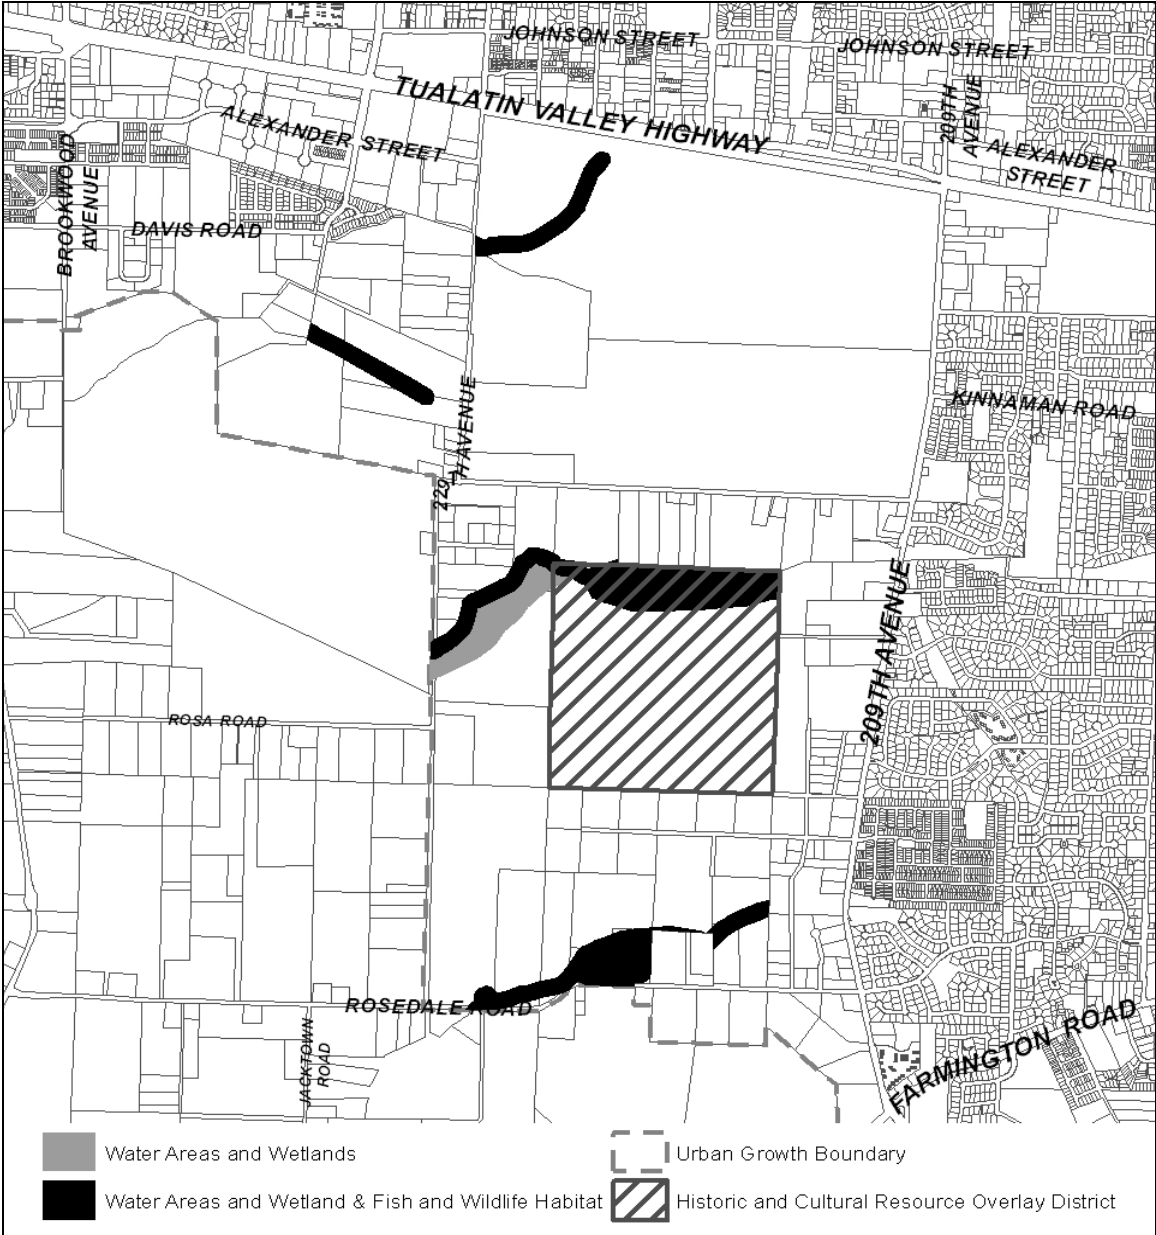 JOHNSON STREET
JOHNSON STREET
TUALATIN VALLEY HIGHWAY
209TH
AVENUE
ALEXANDER STREET
ALEXANDER
STREET
BROOKWOOD
AVENUE
DAVIS ROAD
229TH AVENUE
KINNAMAN ROAD
209TH AVENUE
ROSA ROAD
ROSEDALE ROAD
JACKTOWN
ROAD
FARMINGTON ROAD
Water Areas and Wetlands
Urban Growth Boundary
Water Areas and Wetland & Fish and Wildlife Habitat
Historic and Cultural Resource Overlay District